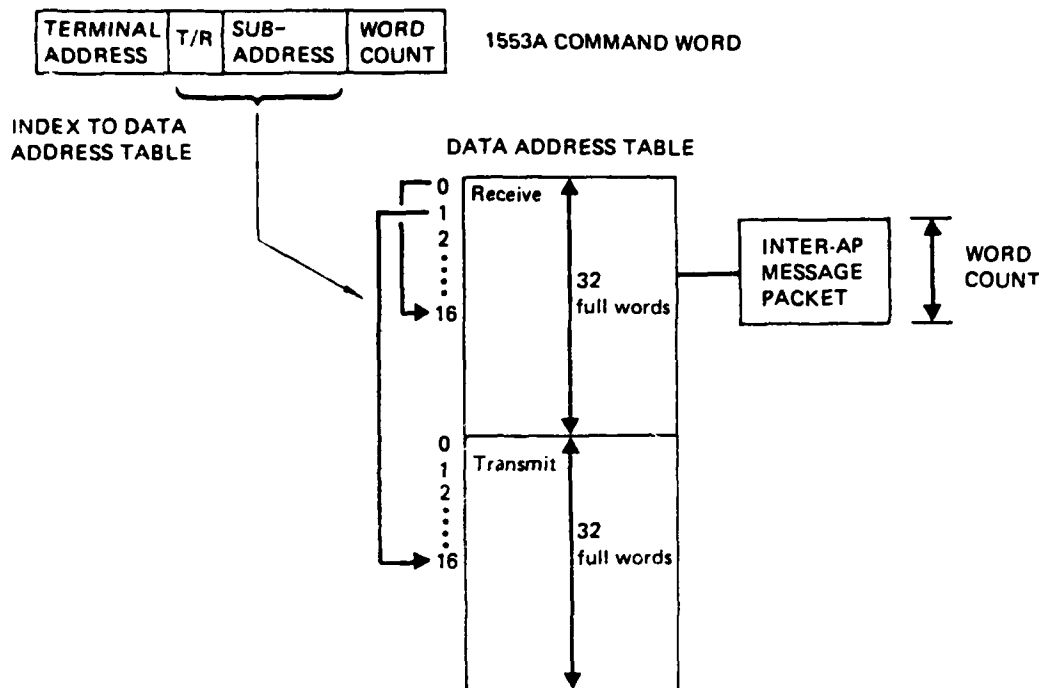 TERMINAL ADDRESS
T/R
SUB-ADDRESS
WORD COUNT
1553A COMMAND WORD
INDEX TO DATA
ADDRESS TABLE
DATA ADDRESS TABLE
0
1
2
16
Receive
32
full words
INTER-AP
MESSAGE
PACKET
WORD
COUNT
0
1
2
16
Transmit
32
full words